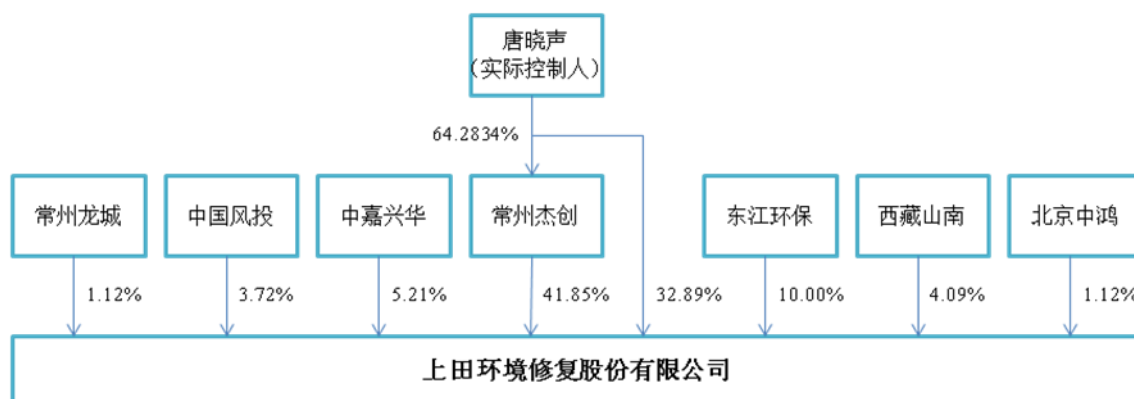 唐晓声
（实际控制人）
64.2834%
常州龙城
中国风投
中嘉兴华
常州杰创
东江环保
西藏山南
北京中鸿
1.12%
3.72%
5.21%
41.85%
32.89%
10.00%
4.09%
1.12%
上田环境修复股份有限公司